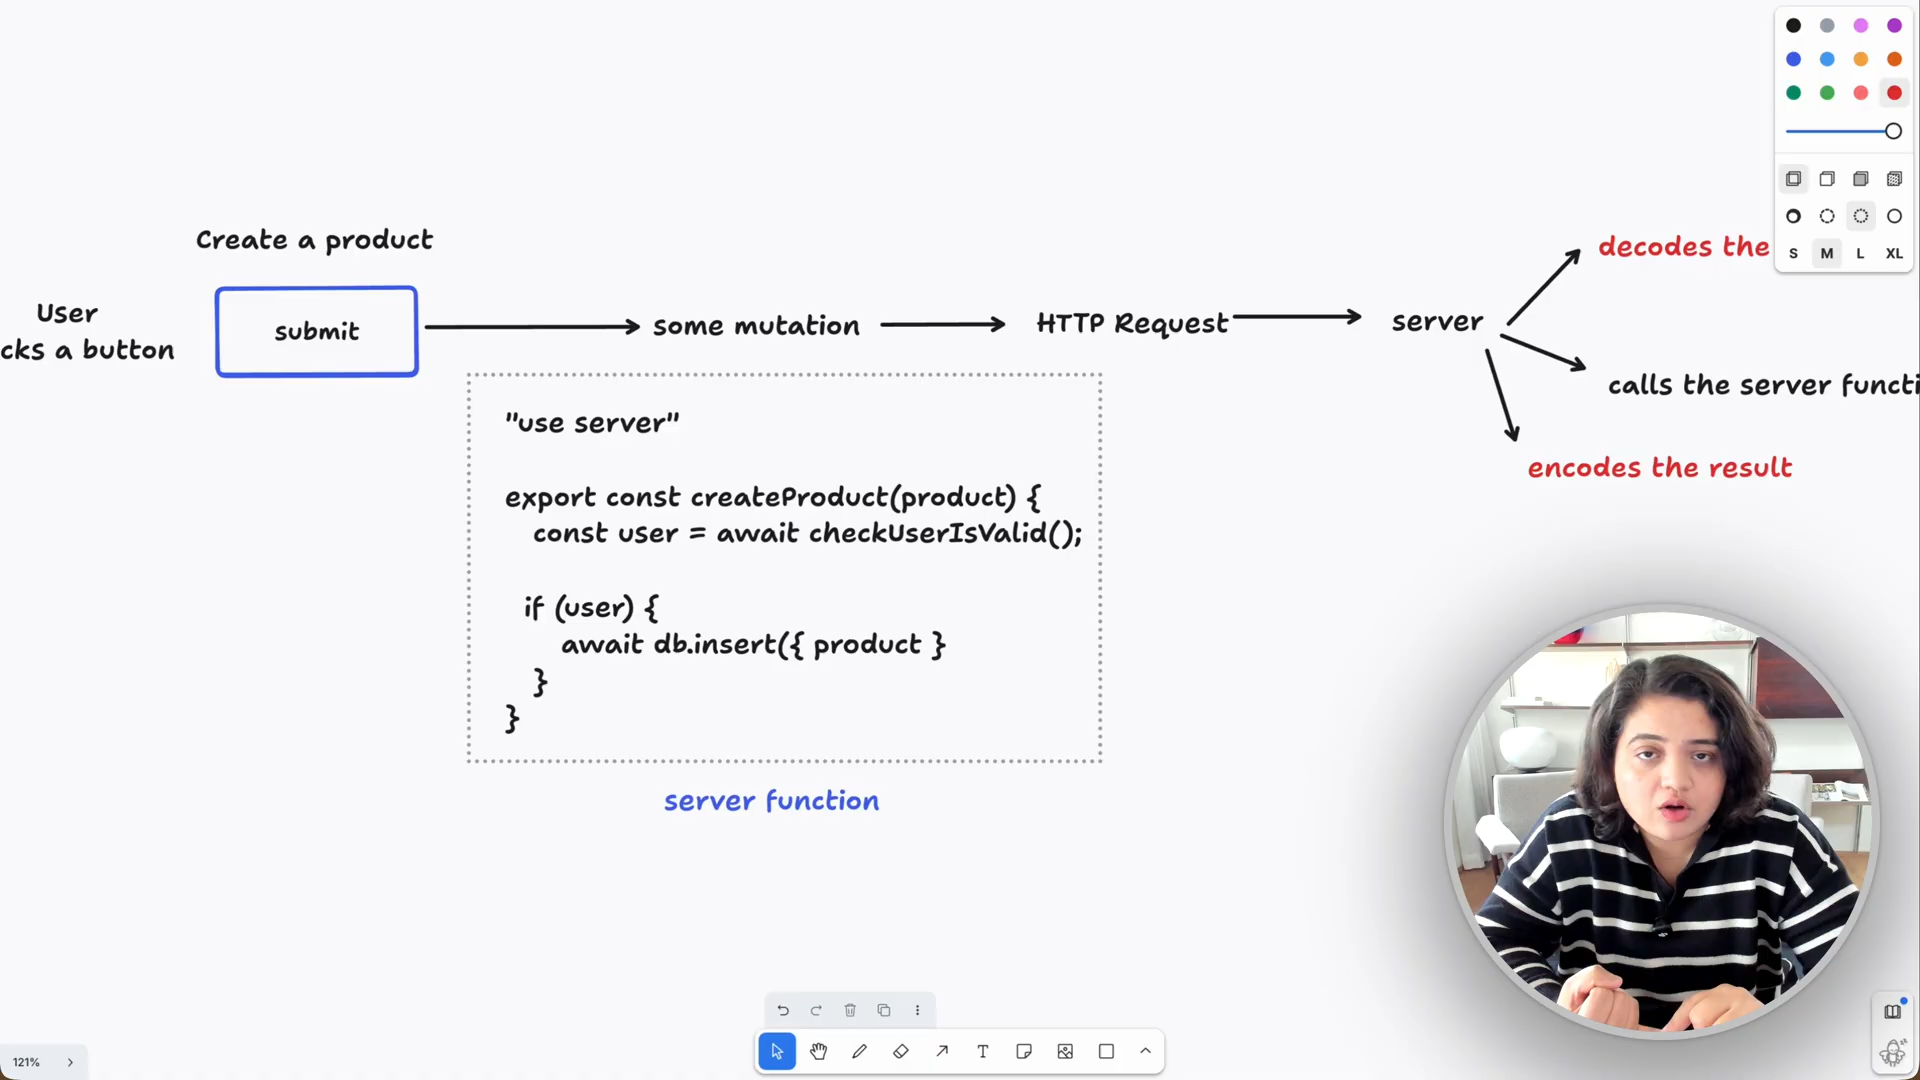 Create a product
User
cks a button
submit
some mutation
HTTP Request
server
decodes the
calls the server functi
encodes the result
"use server"
export const createProduct(product) {
const user = await checkUserIsValid();
if (user) {
await db.insert({ product }
}
}
server function
S M L XL
121%